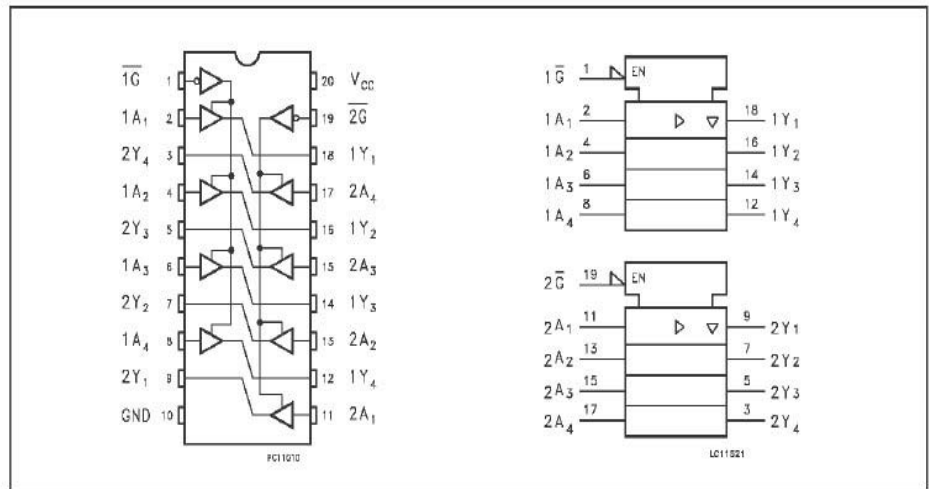 1G 1 20 VCC
1A1 2 19 2G
2Y4 3 18 1Y1
1A2 4 17 2A4
2Y3 5 16 1Y2
1A3 6 15 2A3
2Y2 7 14 1Y3
1A4 8 13 2A2
2Y1 9 12 1Y4
GND 10 11 2A1
PC11010
1G 1 EN
1A1 2 18 1Y1
1A2 4 16 1Y2
1A3 6 14 1Y3
1A4 8 12 1Y4
2G 19 EN
2A1 11 9 2Y1
2A2 13 7 2Y2
2A3 15 5 2Y3
2A4 17 3 2Y4
LC11521